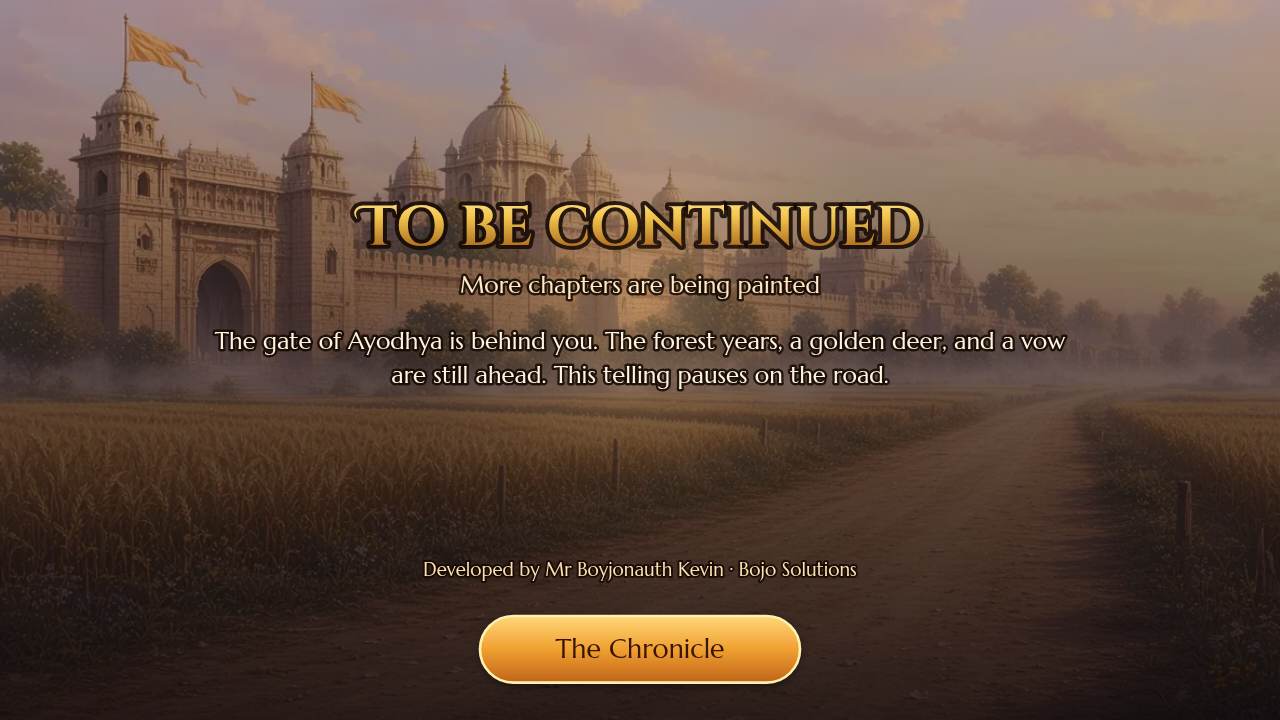 TO BE CONTINUED
More chapters are being painted
The gate of Ayodhya is behind you. The forest years, a golden deer, and a vow
are still ahead. This telling pauses on the road.
Developed by Mr Boyjonauth Kevin · Bojo Solutions
The Chronicle